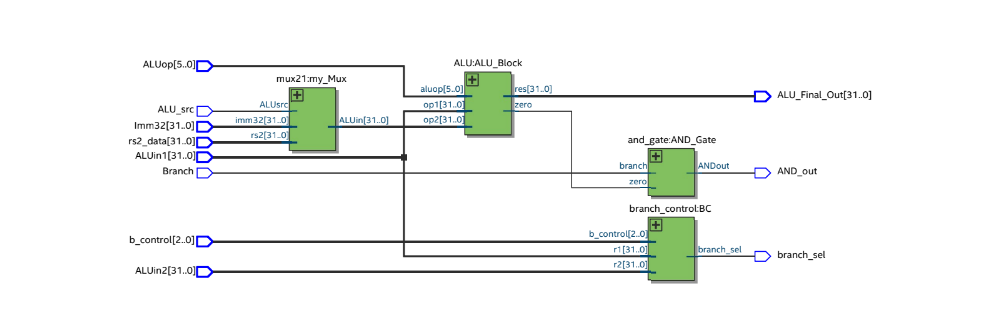 ALUop[5..0]
ALU_src
Imm32[31..0]
rs2_data[31..0]
ALUin1[31..0]
Branch
b_control[2..0]
ALUin2[31..0]
mux21:my_Mux
ALUsrc
imm32[31..0]
rs2[31..0]
ALUin[31..0]
ALU:ALU_Block
aluop[5..0]
op1[31..0]
op2[31..0]
res[31..0]
zero
and_gate:AND_Gate
branch
zero
ANDout
branch_control:BC
b_control[2..0]
r1[31..0]
r2[31..0]
branch_sel
ALU_Final_Out[31..0]
AND_out
branch_sel